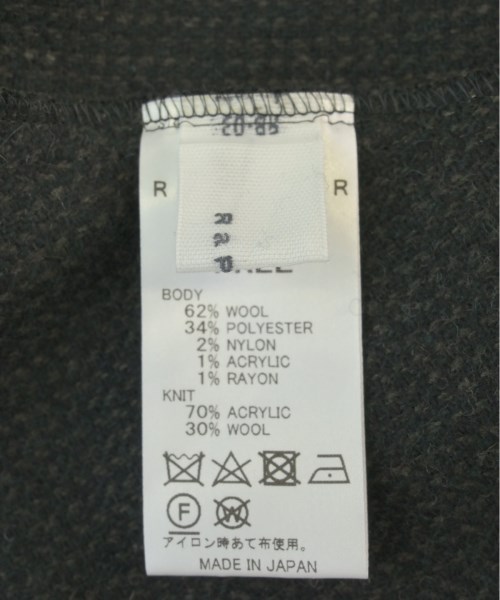 R R
BODY
62% WOOL
34% POLYESTER
2% NYLON
1% ACRYLIC
1% RAYON
KNIT
70% ACRYLIC
30% WOOL
F W
アイロン時あて布使用。
MADE IN JAPAN